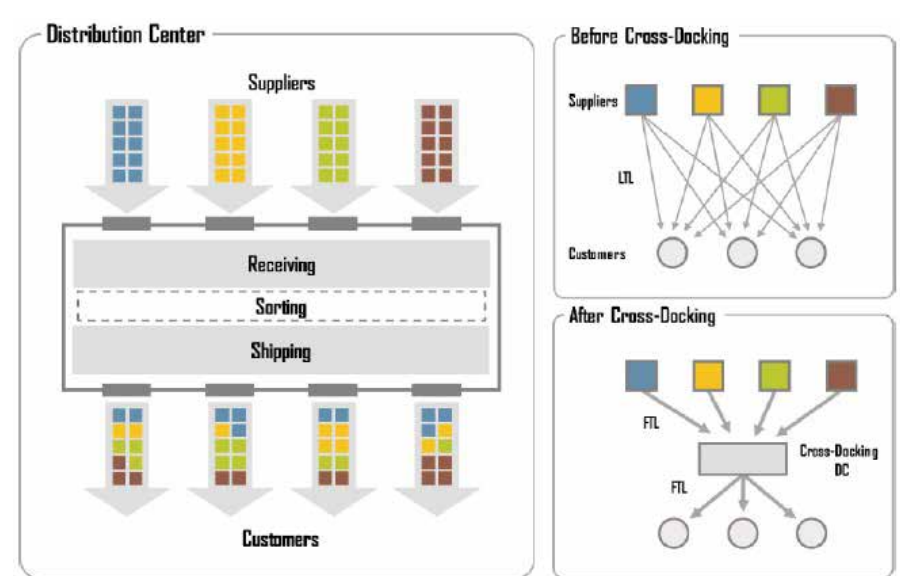 Distribution Center
Suppliers
Receiving
Sorting
Shipping
Customers
Before Cross-Docking
Suppliers
LTL
Customers
After Cross-Docking
FTL
Cross-Docking
DC
FTL